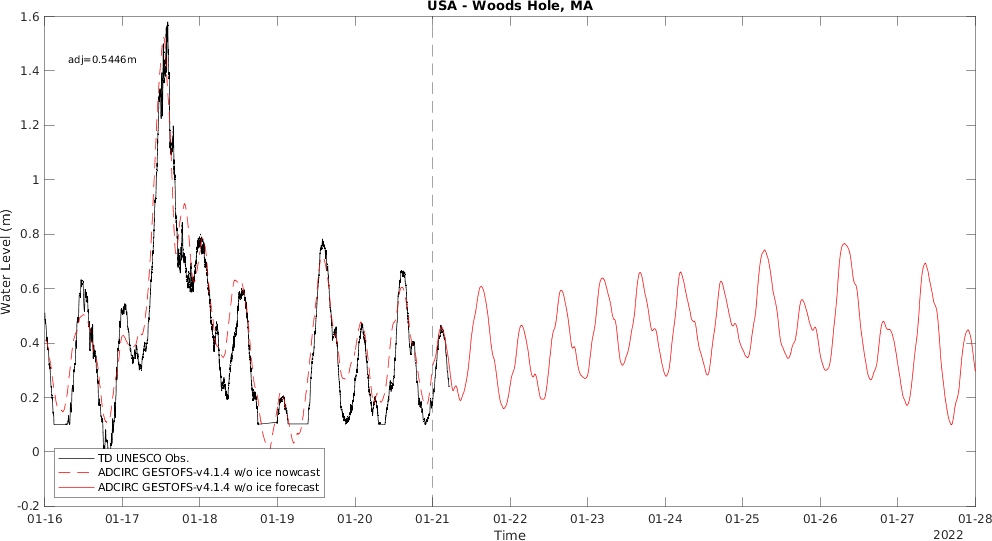 USA - Woods Hole, MA
adj=0.5446m
Water Level (m)
1.6
1.4
1.2
1
0.8
0.6
0.4
0.2
0
-0.2
TD UNESCO Obs.
ADCIRC GESTOFS-v4.1.4 w/o ice nowcast
ADCIRC GESTOFS-v4.1.4 w/o ice forecast
01-16 01-17 01-18 01-19 01-20 01-21 01-22 01-23 01-24 01-25 01-26 01-27 01-28
Time
2022